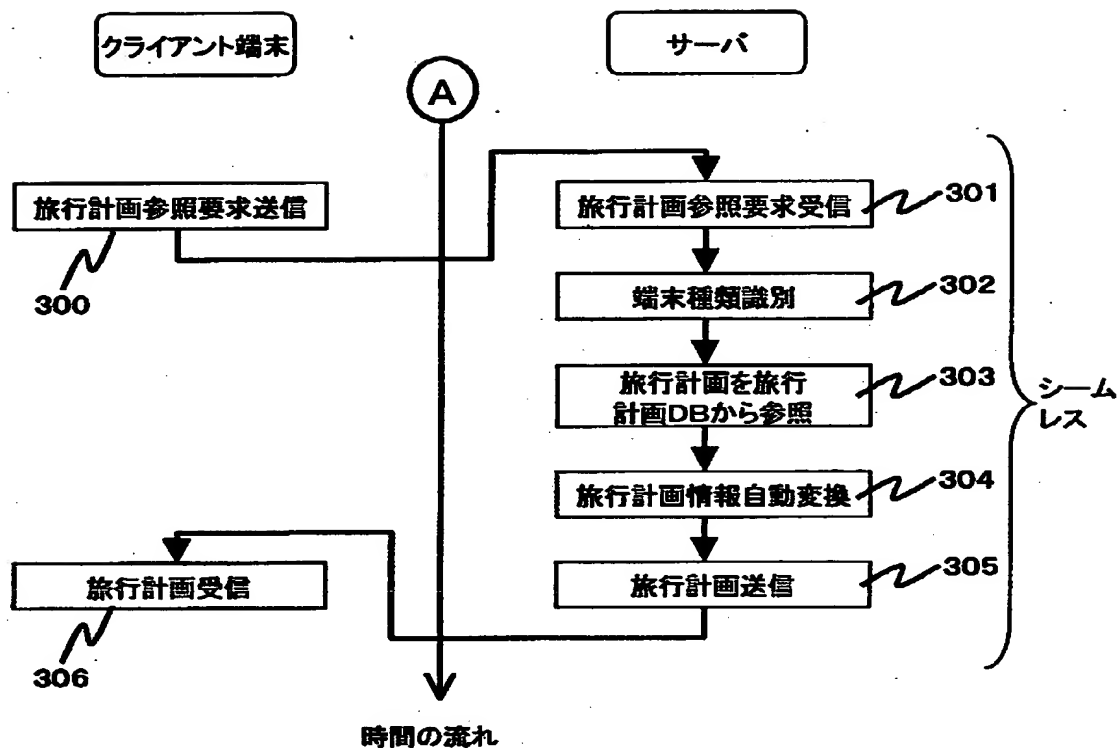 クライアント端末
サーバ
A
旅行計画参照要求送信
300
旅行計画参照要求受信
301
端末種類識別
302
旅行計画を旅行
計画DBから参照
303
シーム
レス
旅行計画情報自動変換
304
旅行計画送信
305
旅行計画受信
306
時間の流れ